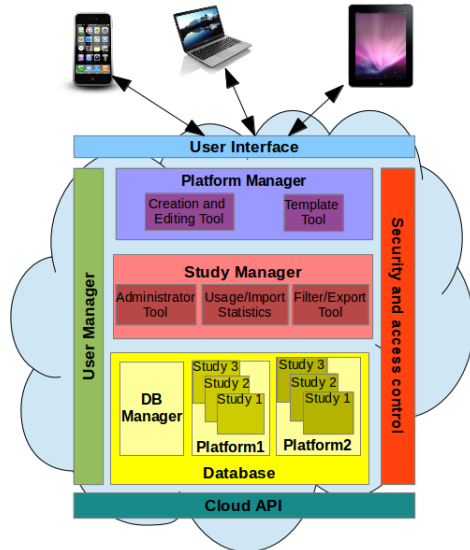 User Interface
User Manager
Platform Manager
Creation and
Editing Tool
Template
Tool
Study Manager
Administrator
Tool
Usage/Import
Statistics
Filter/Export
Tool
DB
Manager
Study 3
Study 2
Study 1
Platform1
Study 3
Study 2
Study 1
Platform2
Database
Security and access control
Cloud API